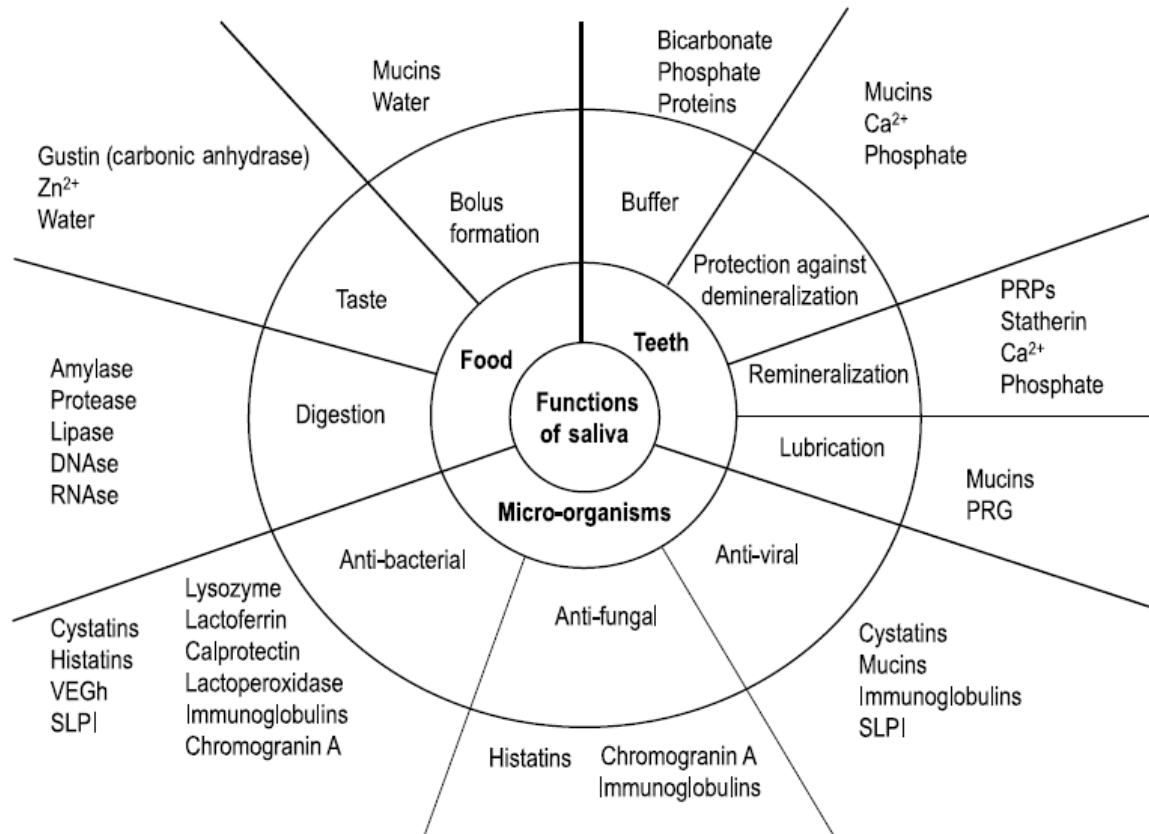 Functions
of saliva
Food
Teeth
Micro-organisms
Bolus
formation
Mucins
Water
Taste
Gustin (carbonic anhydrase)
Zn²⁺
Water
Digestion
Amylase
Protease
Lipase
DNAse
RNAse
Buffer
Bicarbonate
Phosphate
Proteins
Protection against
demineralization
Mucins
Ca²⁺
Phosphate
Remineralization
PRPs
Statherin
Ca²⁺
Phosphate
Lubrication
Mucins
PRG
Anti-viral
Cystatins
Mucins
Immunoglobulins
SLPI
Anti-fungal
Histatins
Chromogranin A
Immunoglobulins
Anti-bacterial
Cystatins
Histatins
VEGh
SLPI
Lysozyme
Lactoferrin
Calprotectin
Lactoperoxidase
Immunoglobulins
Chromogranin A